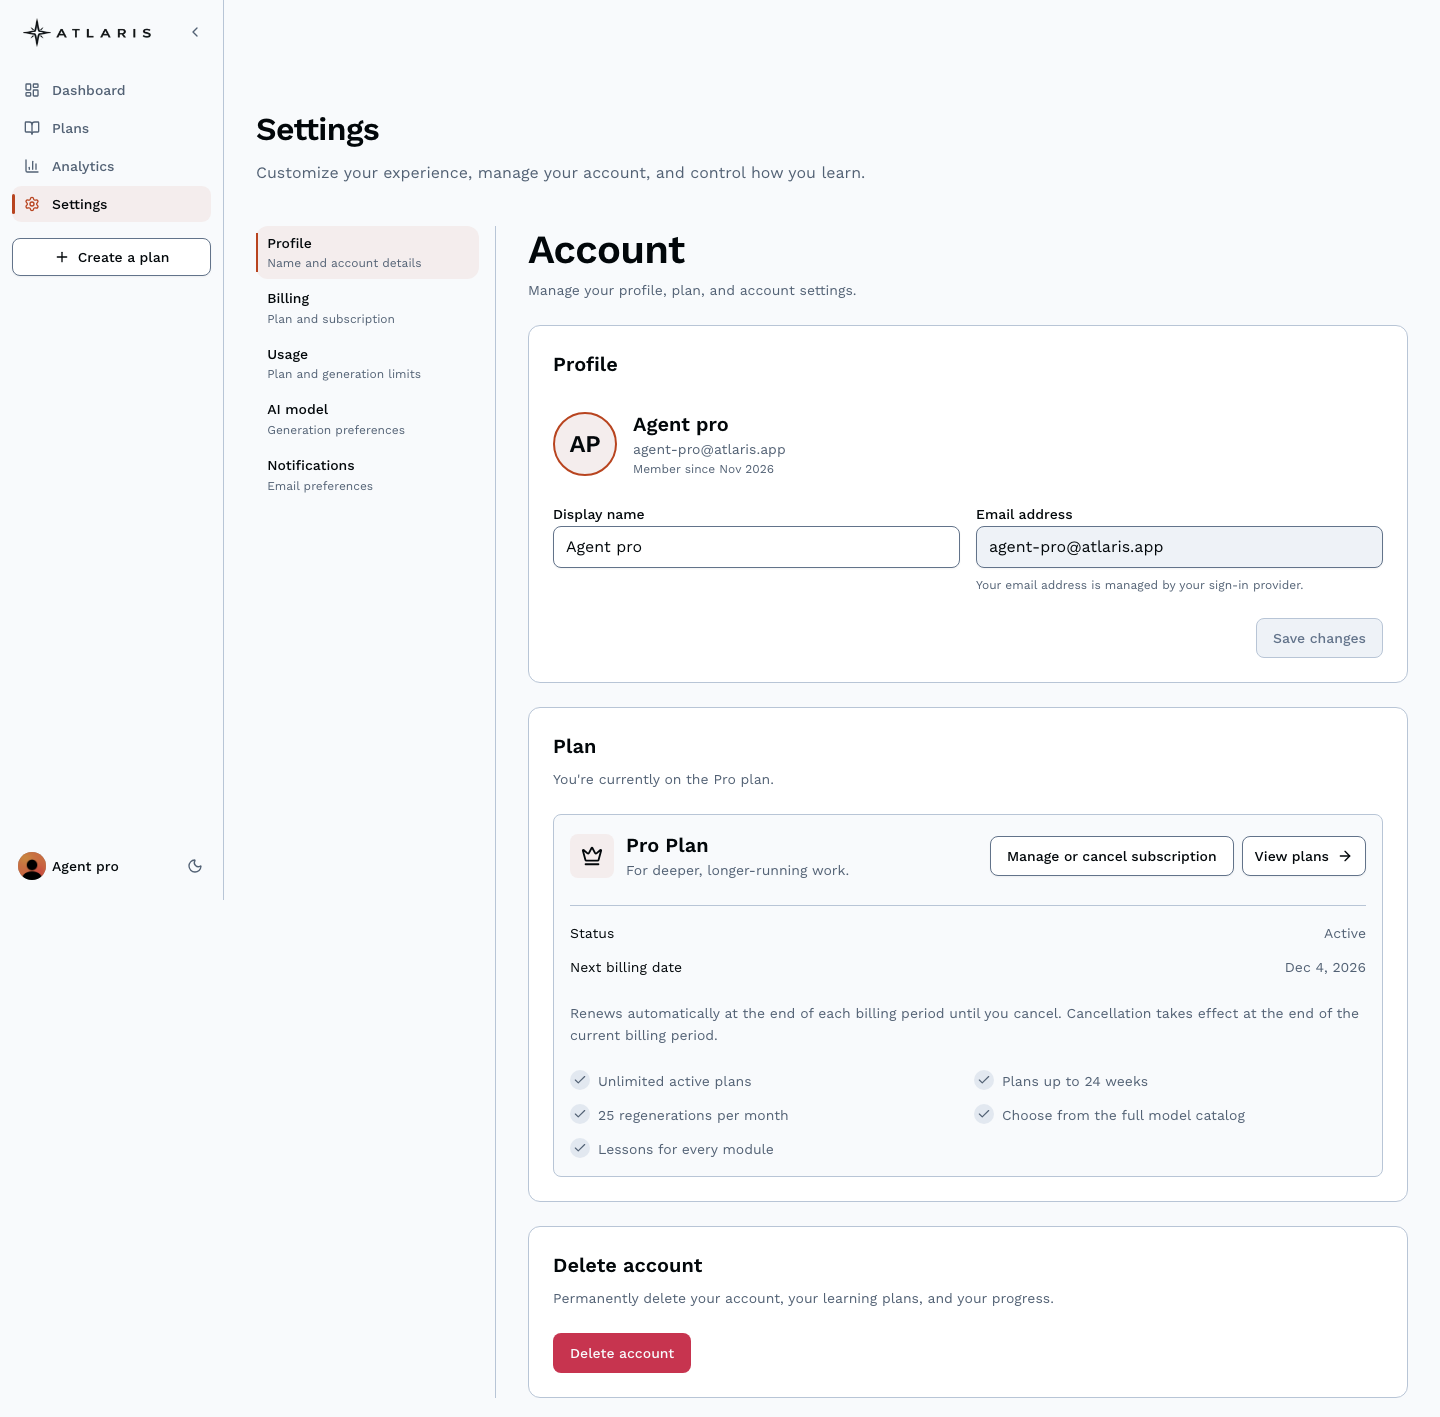 ATLARIS
Dashboard
Plans
Analytics
Settings
Create a plan
Agent pro
Settings
Customize your experience, manage your account, and control how you learn.
Profile
Name and account details
Billing
Plan and subscription
Usage
Plan and generation limits
AI model
Generation preferences
Notifications
Email preferences
Account
Manage your profile, plan, and account settings.
Profile
AP
Agent pro
agent-pro@atlaris.app
Member since Nov 2026
Display name
Agent pro
Email address
agent-pro@atlaris.app
Your email address is managed by your sign-in provider.
Save changes
Plan
You're currently on the Pro plan.
Pro Plan
For deeper, longer-running work.
Manage or cancel subscription
View plans
Status
Active
Next billing date
Dec 4, 2026
Renews automatically at the end of each billing period until you cancel. Cancellation takes effect at the end of the
current billing period.
Unlimited active plans
Plans up to 24 weeks
25 regenerations per month
Choose from the full model catalog
Lessons for every module
Delete account
Permanently delete your account, your learning plans, and your progress.
Delete account